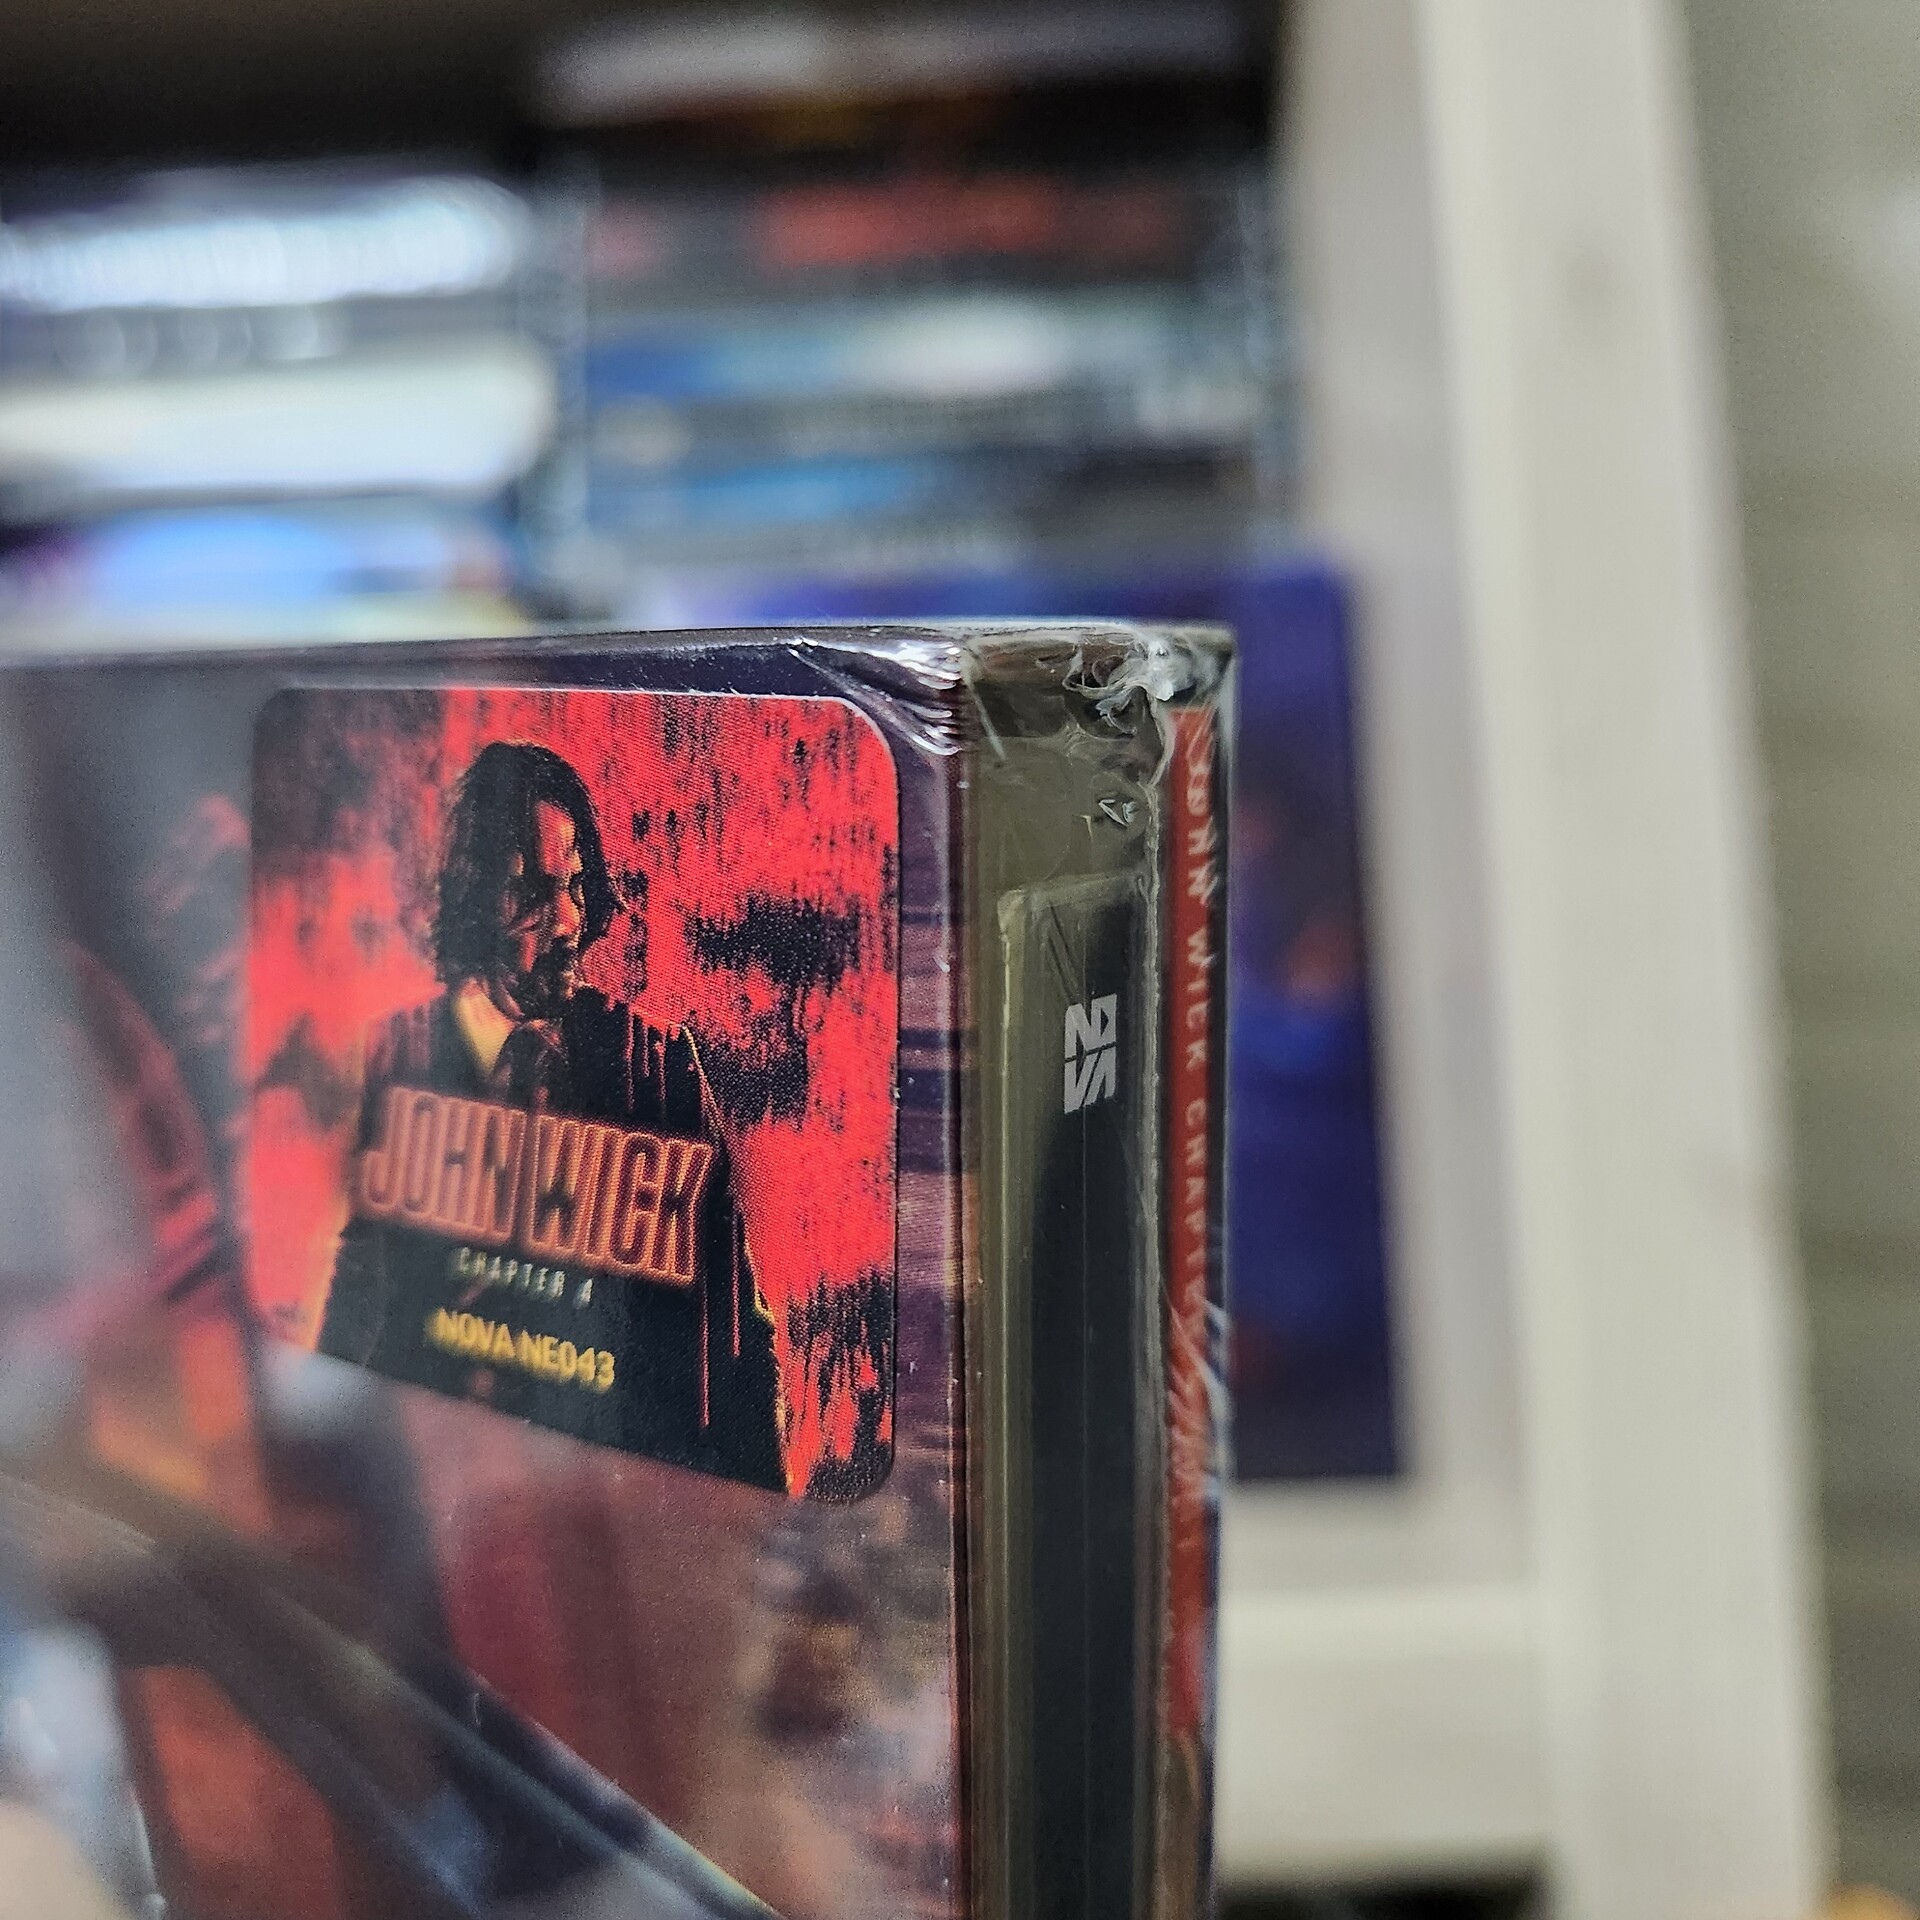 JOHN WICK
CHAPTER 4
NOVA NE043
NOVA
JOHN WICK CHAPTER